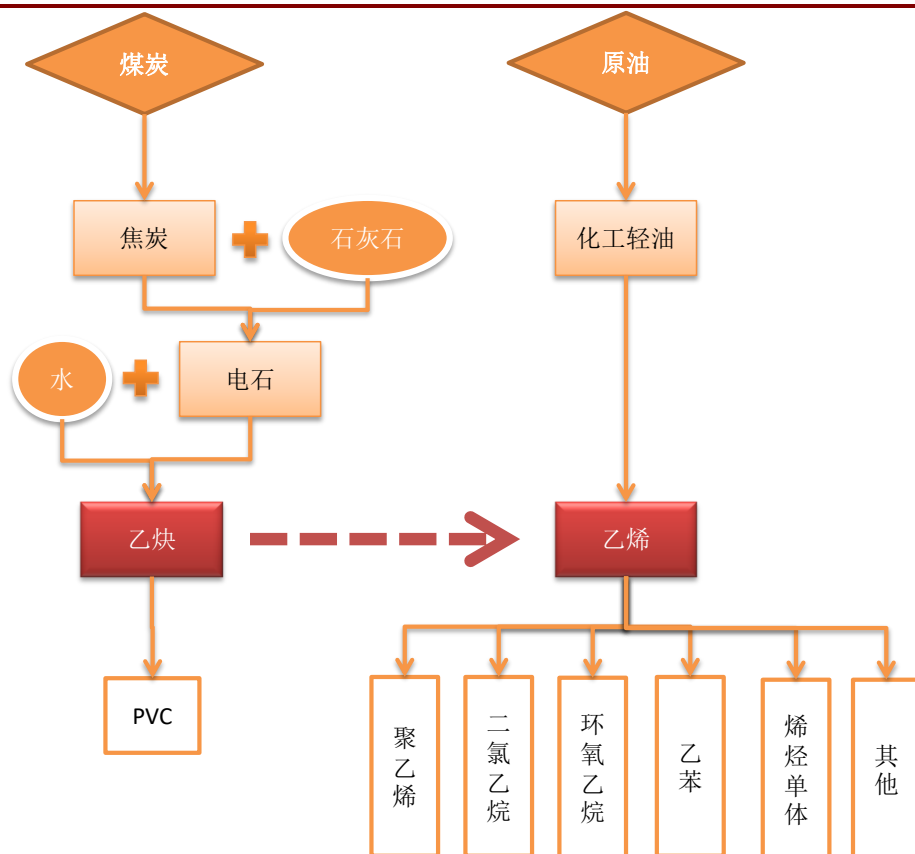 煤炭
原油
焦炭
石灰石
化工轻油
水
电石
乙炔
乙烯
PVC
聚乙烯
二氯乙烷
环氧乙烷
乙苯
烯烃单体
其他